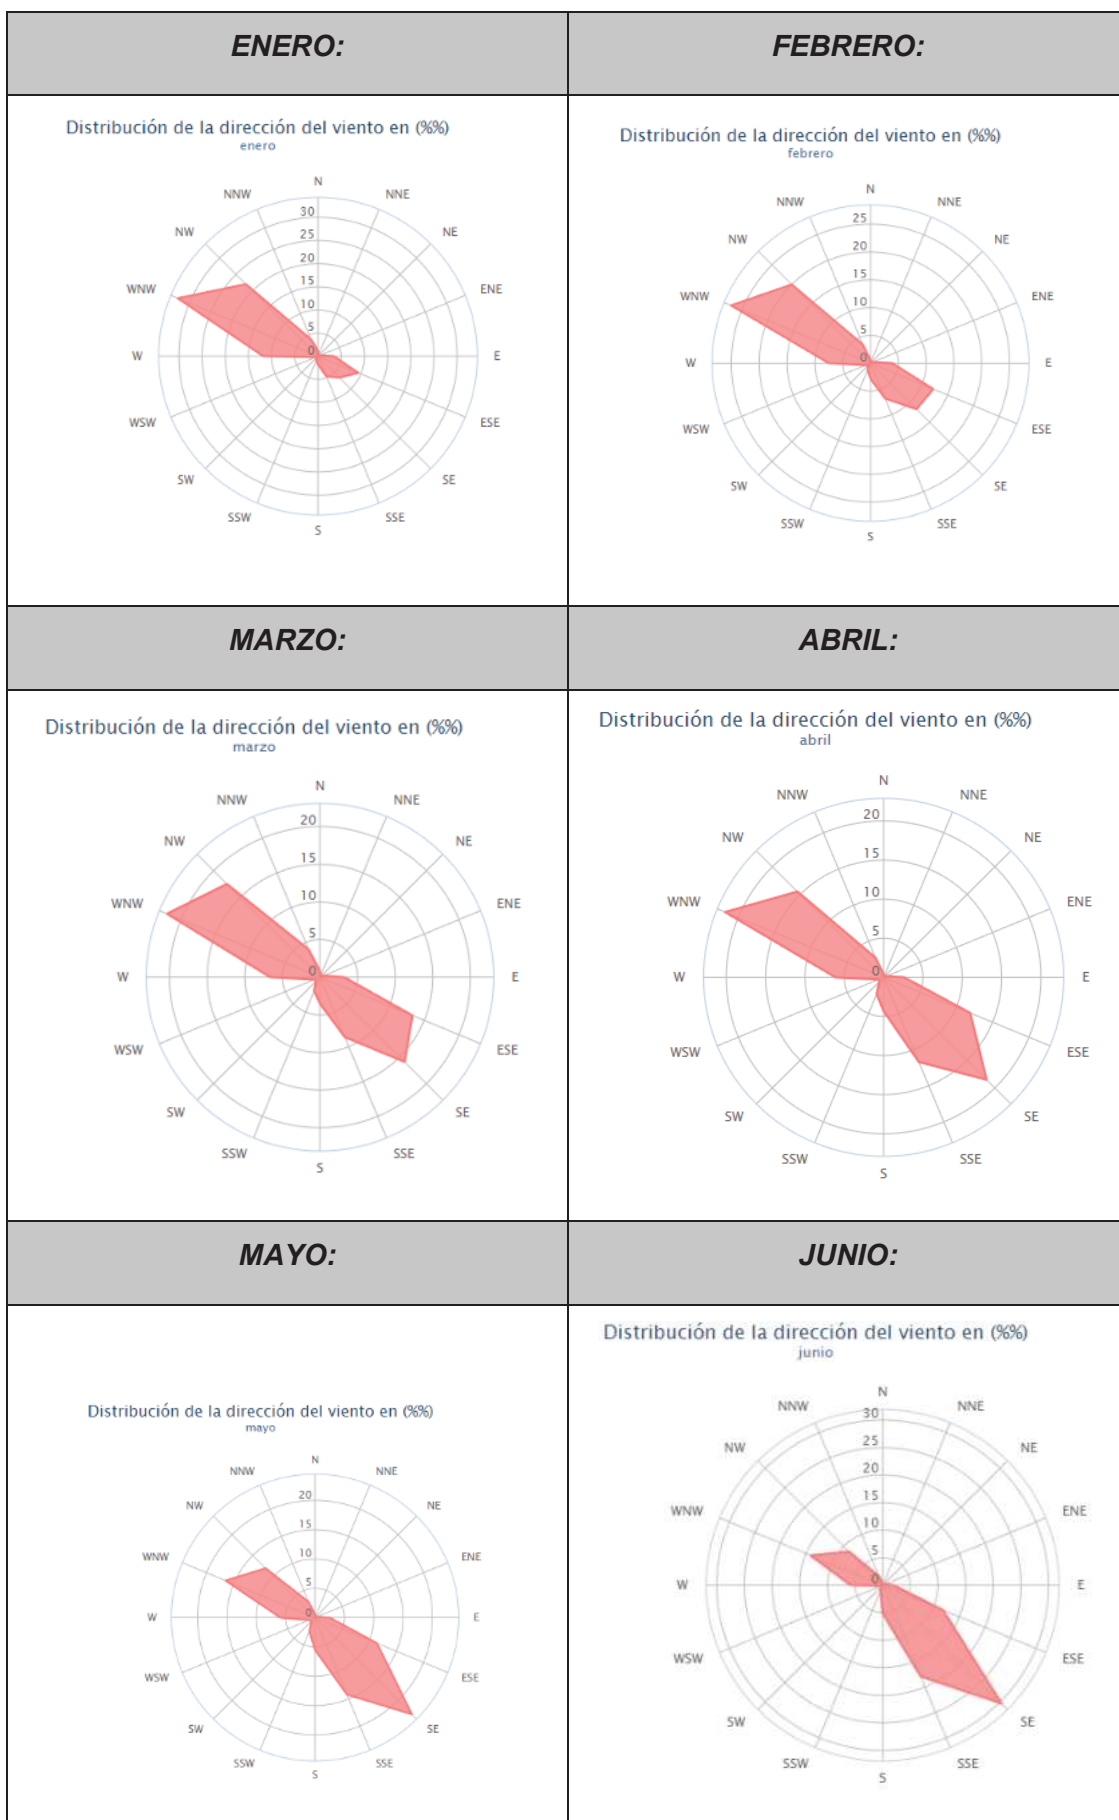 ENERO:
FEBRERO:
Distribución de la dirección del viento en (%%)
enero
N
NNW
NNE
30
25
NW
NE
20
15
WNW
ENE
10
5
0
W
E
WSW
ESE
SW
SE
SSW
SSE
S
Distribución de la dirección del viento en (%%)
febrero
N
NNW
NNE
25
20
NW
NE
15
WNW
ENE
10
5
0
W
E
WSW
ESE
SW
SE
SSW
SSE
S
MARZO:
ABRIL:
Distribución de la dirección del viento en (%%)
marzo
N
NNW
NNE
20
NW
NE
15
WNW
ENE
10
5
0
W
E
WSW
ESE
SW
SE
SSW
SSE
S
Distribución de la dirección del viento en (%%)
abril
N
NNW
NNE
20
NW
NE
15
WNW
ENE
10
5
0
W
E
WSW
ESE
SW
SE
SSW
SSE
S
MAYO:
JUNIO:
Distribución de la dirección del viento en (%%)
mayo
N
NNW
NNE
20
NW
NE
15
WNW
ENE
10
5
0
W
E
WSW
ESE
SW
SE
SSW
SSE
S
Distribución de la dirección del viento en (%%)
junio
N
NNW
NNE
30
25
NW
NE
20
15
WNW
ENE
10
5
0
W
E
WSW
ESE
SW
SE
SSW
SSE
S